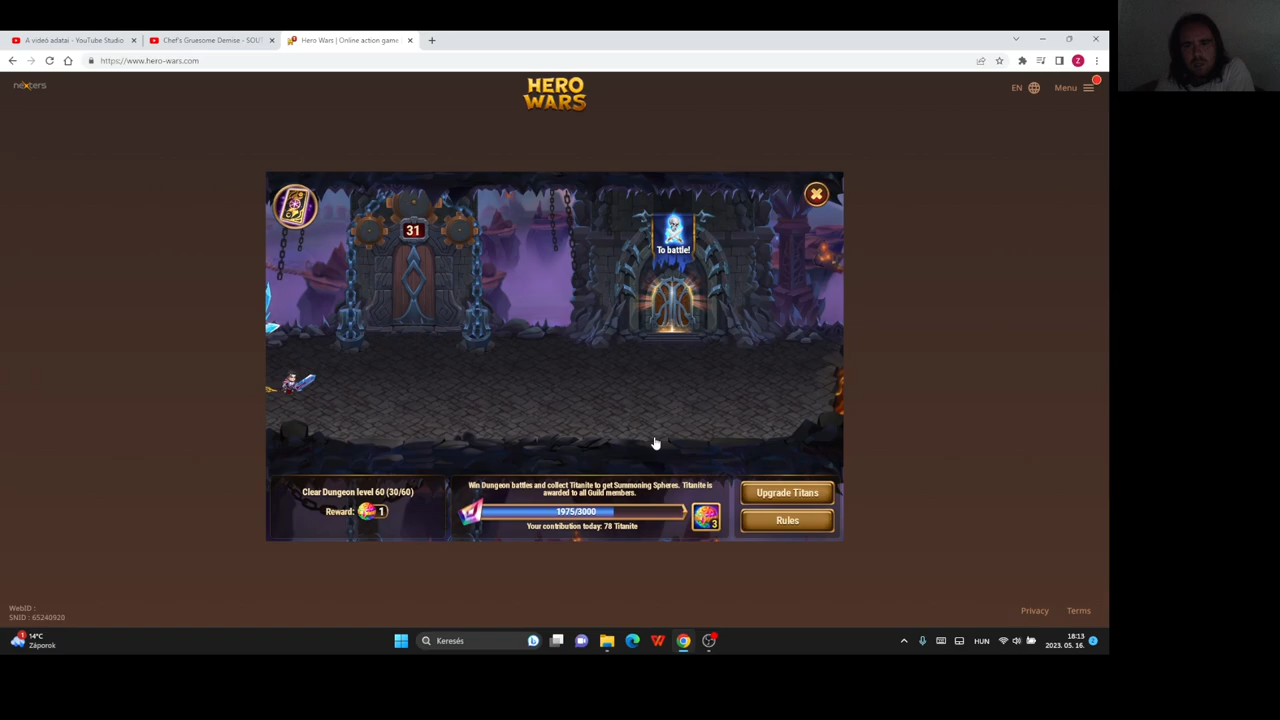 A videó adatai - YouTube Studio
Chef's Gruesome Demise - SOUT
Hero Wars | Online action game
https://www.hero-wars.com
nexters
HERO
WARS
EN
Menu
31
To battle!
Clear Dungeon level 60 (30/60)
Reward: 1
Win Dungeon battles and collect Titanite to get Summoning Spheres. Titanite is
awarded to all Guild members.
1975/3000
3
Your contribution today: 78 Titanite
Upgrade Titans
Rules
WebID :
SNID : 65240920
Privacy
Terms
1
14°C
Záporok
Keresés
HUN
18:13
2023. 05. 16.
2